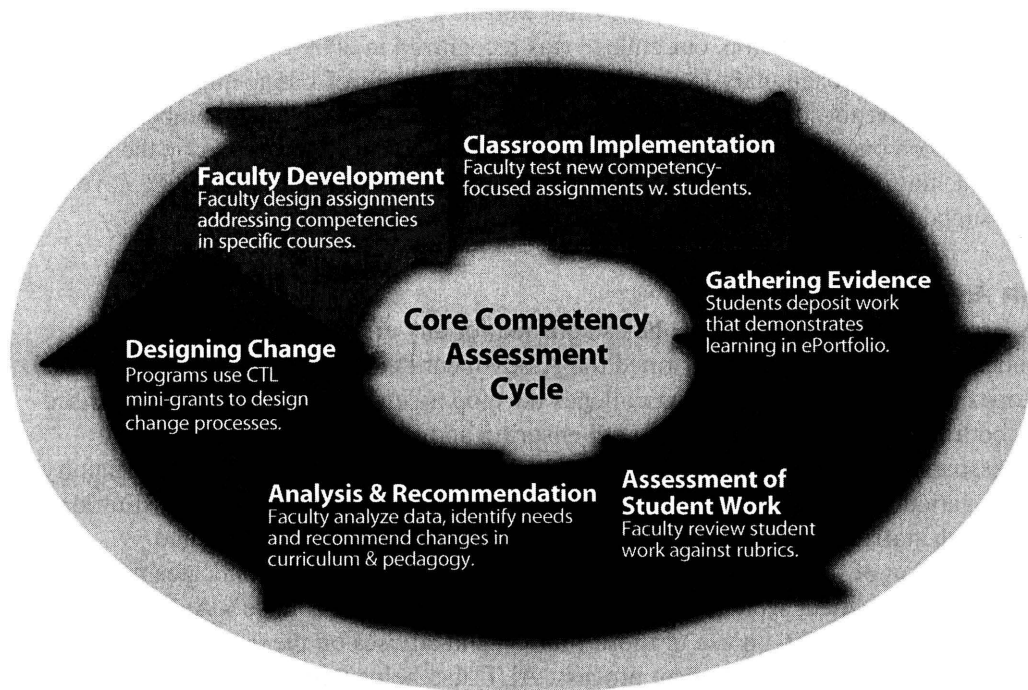 Classroom Implementation
Faculty test new competency-
focused assignments w. students.
Faculty Development
Faculty design assignments
addressing competencies
in specific courses.
Gathering Evidence
Students deposit work
that demonstrates
learning in ePortfolio.
Core Competency
Assessment
Cycle
Designing Change
Programs use CTL
mini-grants to design
change processes.
Assessment of
Student Work
Faculty review student
work against rubrics.
Analysis & Recommendation
Faculty analyze data, identify needs
and recommend changes in
curriculum & pedagogy.